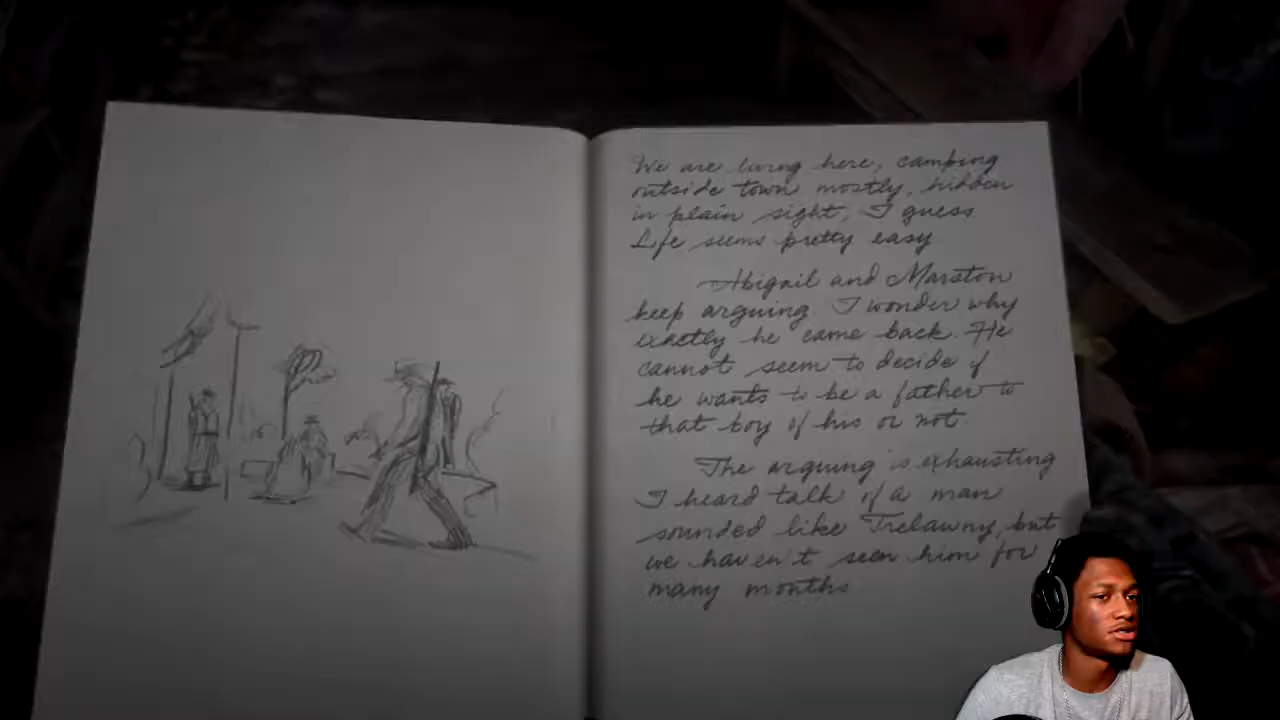 We are living here, camping
outside town mostly, hidden
in plain sight, I guess
Life seems pretty easy
Abigail and Marston
keep arguing. I wonder why
exactly he came back. He
cannot seem to decide if
he wants to be a father to
that boy of his or not.
The arguing is exhausting
I heard talk of a man
sounded like Trelawny, but
we haven't seen him for
many months